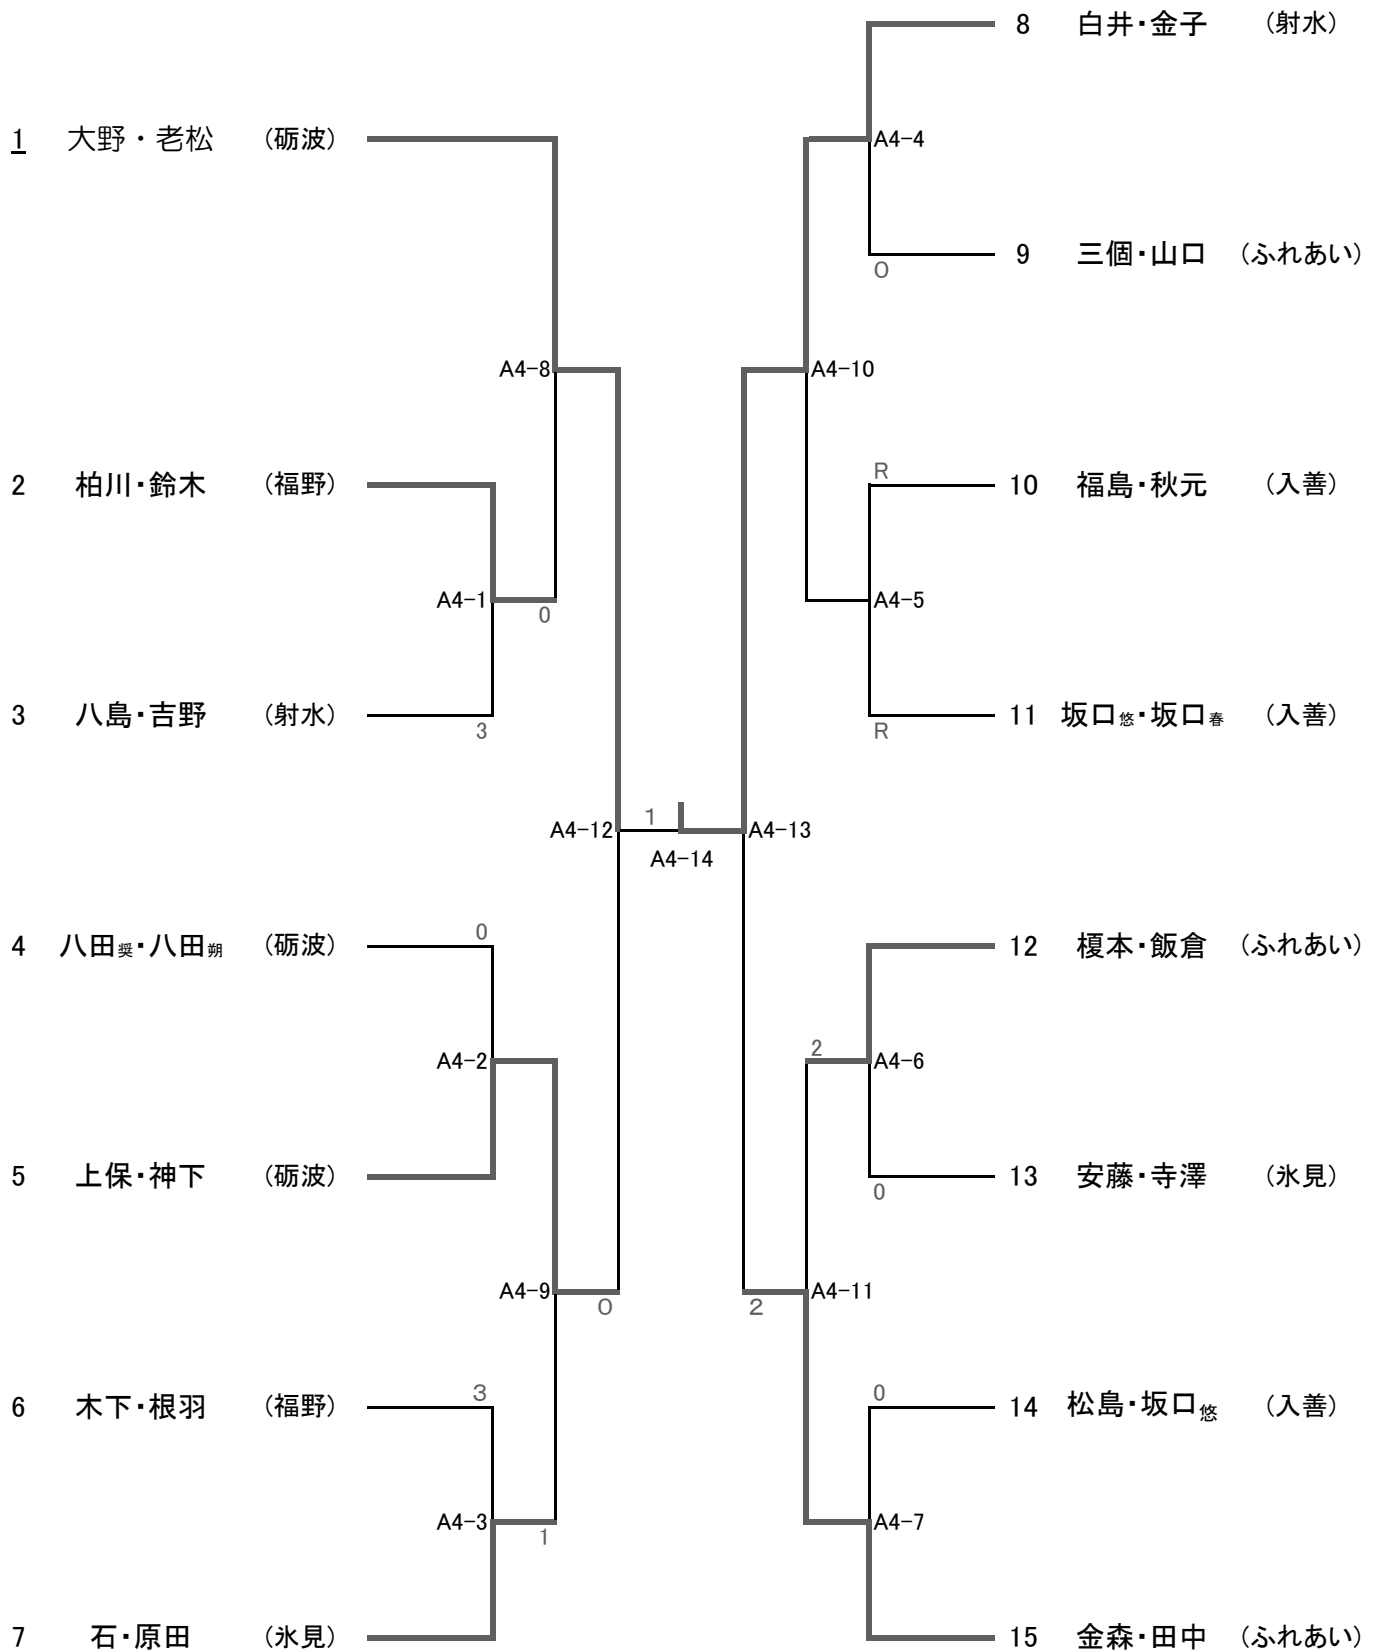 1 大野・老松 (砺波)
A4-8
2 柏川・鈴木 (福野)
A4-1
0
3 八島・吉野 (射水)
3
A4-12
1
A4-14
4 八田奨・八田朔 (砺波)
0
A4-2
5 上保・神下 (砺波)
A4-9
0
6 木下・根羽 (福野)
3
A4-3
1
7 石・原田 (氷見)
8 白井・金子 (射水)
A4-4
9 三個・山口 (ふれあい)
0
A4-10
R
10 福島・秋元 (入善)
A4-5
11 坂口悠・坂口春 (入善)
R
A4-13
12 榎本・飯倉 (ふれあい)
2
A4-6
13 安藤・寺澤 (氷見)
0
A4-11
2
0
14 松島・坂口悠 (入善)
A4-7
15 金森・田中 (ふれあい)